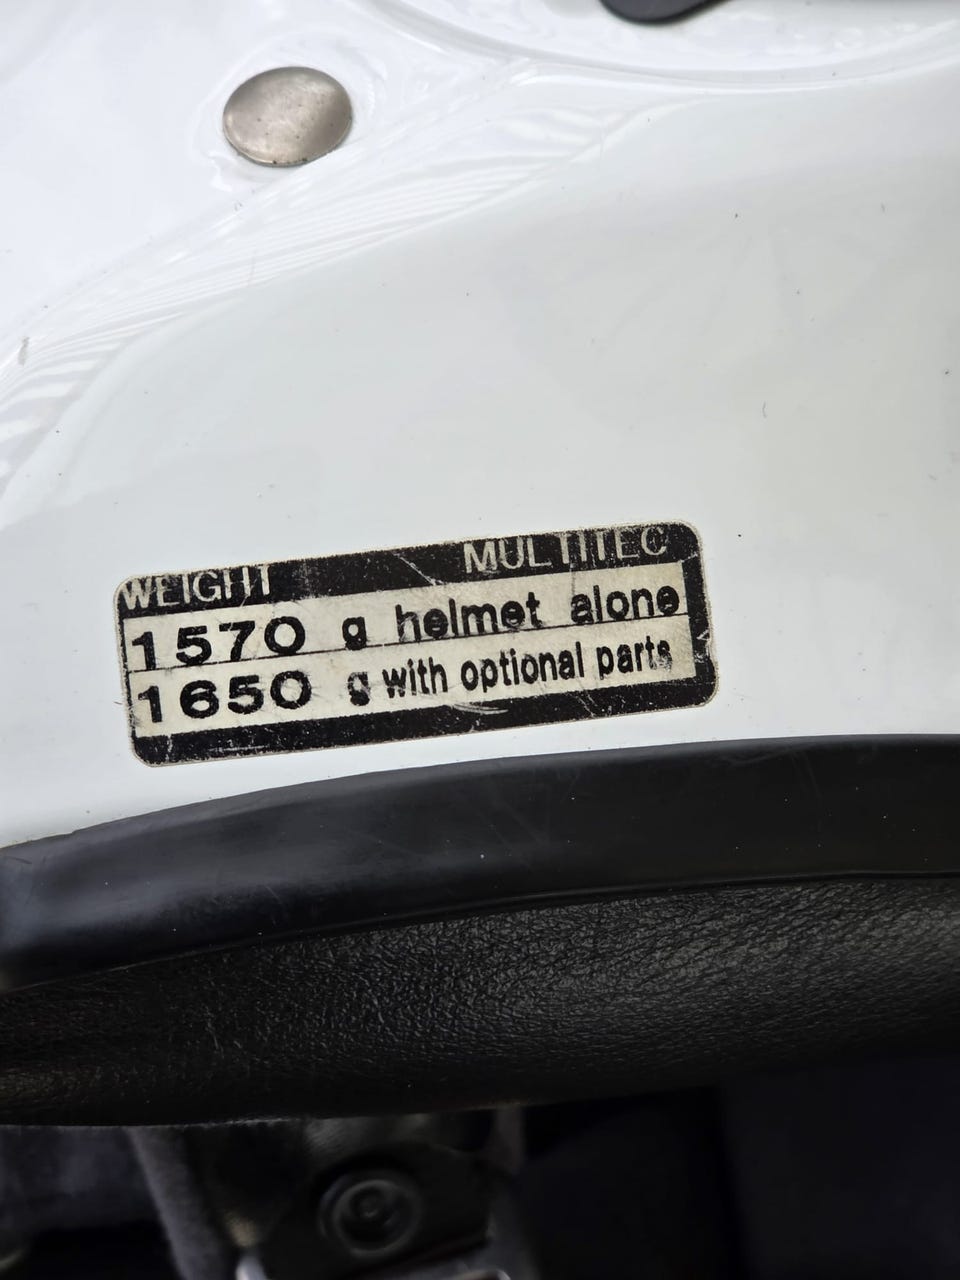 WEIGHT MULTITEC
1570 g helmet alone
1650 g with optional parts